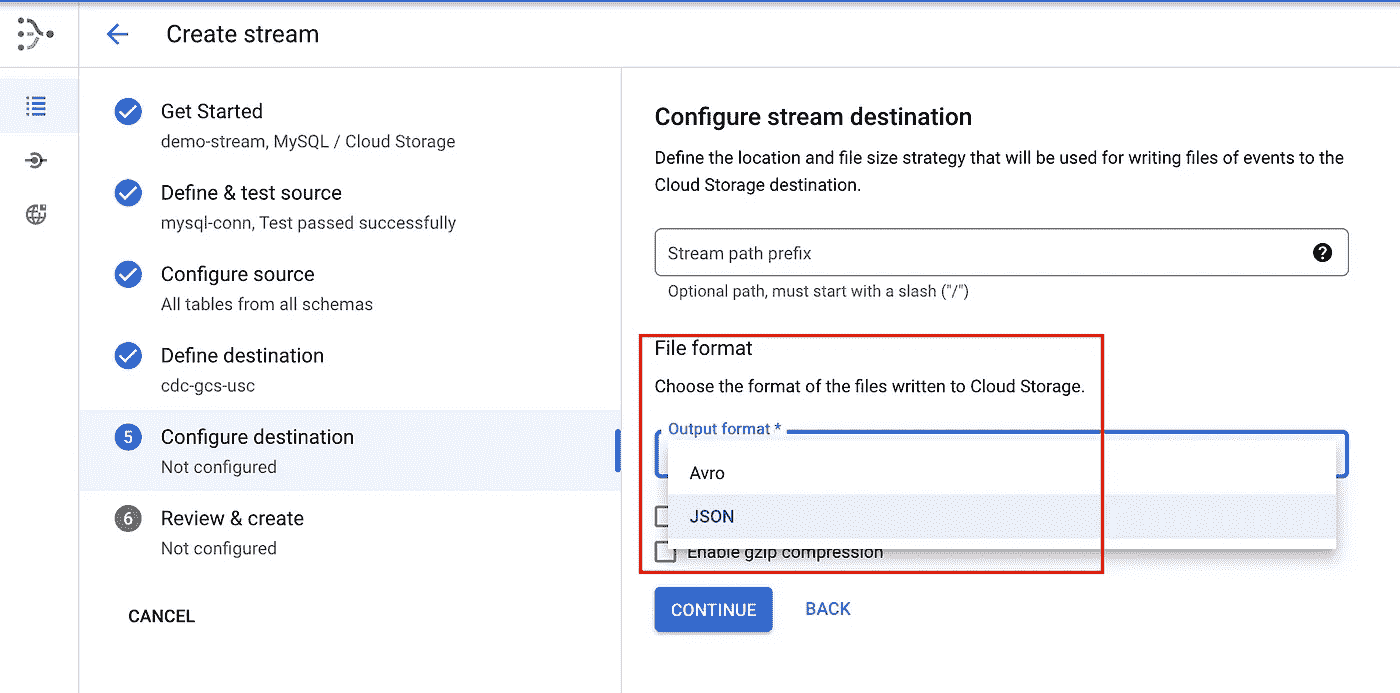 Create stream
Get Started
demo-stream, MySQL / Cloud Storage
Define & test source
mysql-conn, Test passed successfully
Configure source
All tables from all schemas
Define destination
cdc-gcs-usc
5
Configure destination
Not configured
6
Review & create
Not configured
CANCEL
Configure stream destination
Define the location and file size strategy that will be used for writing files of events to the
Cloud Storage destination.
Stream path prefix
?
Optional path, must start with a slash ("/")
File format
Choose the format of the files written to Cloud Storage.
Output format *
Avro
JSON
Enable gzip compression
CONTINUE
BACK